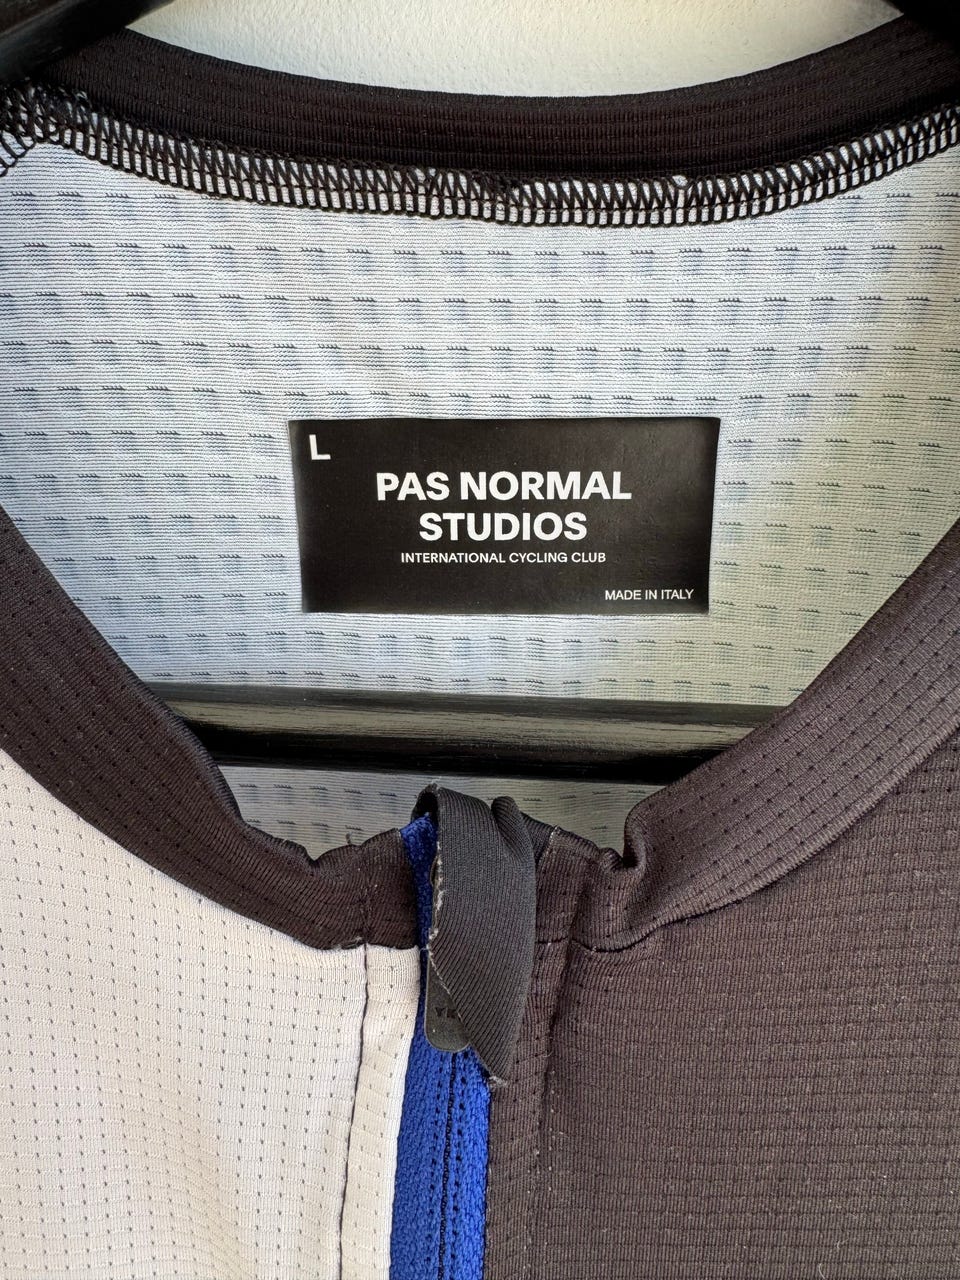 L
PAS NORMAL
STUDIOS
INTERNATIONAL CYCLING CLUB
MADE IN ITALY